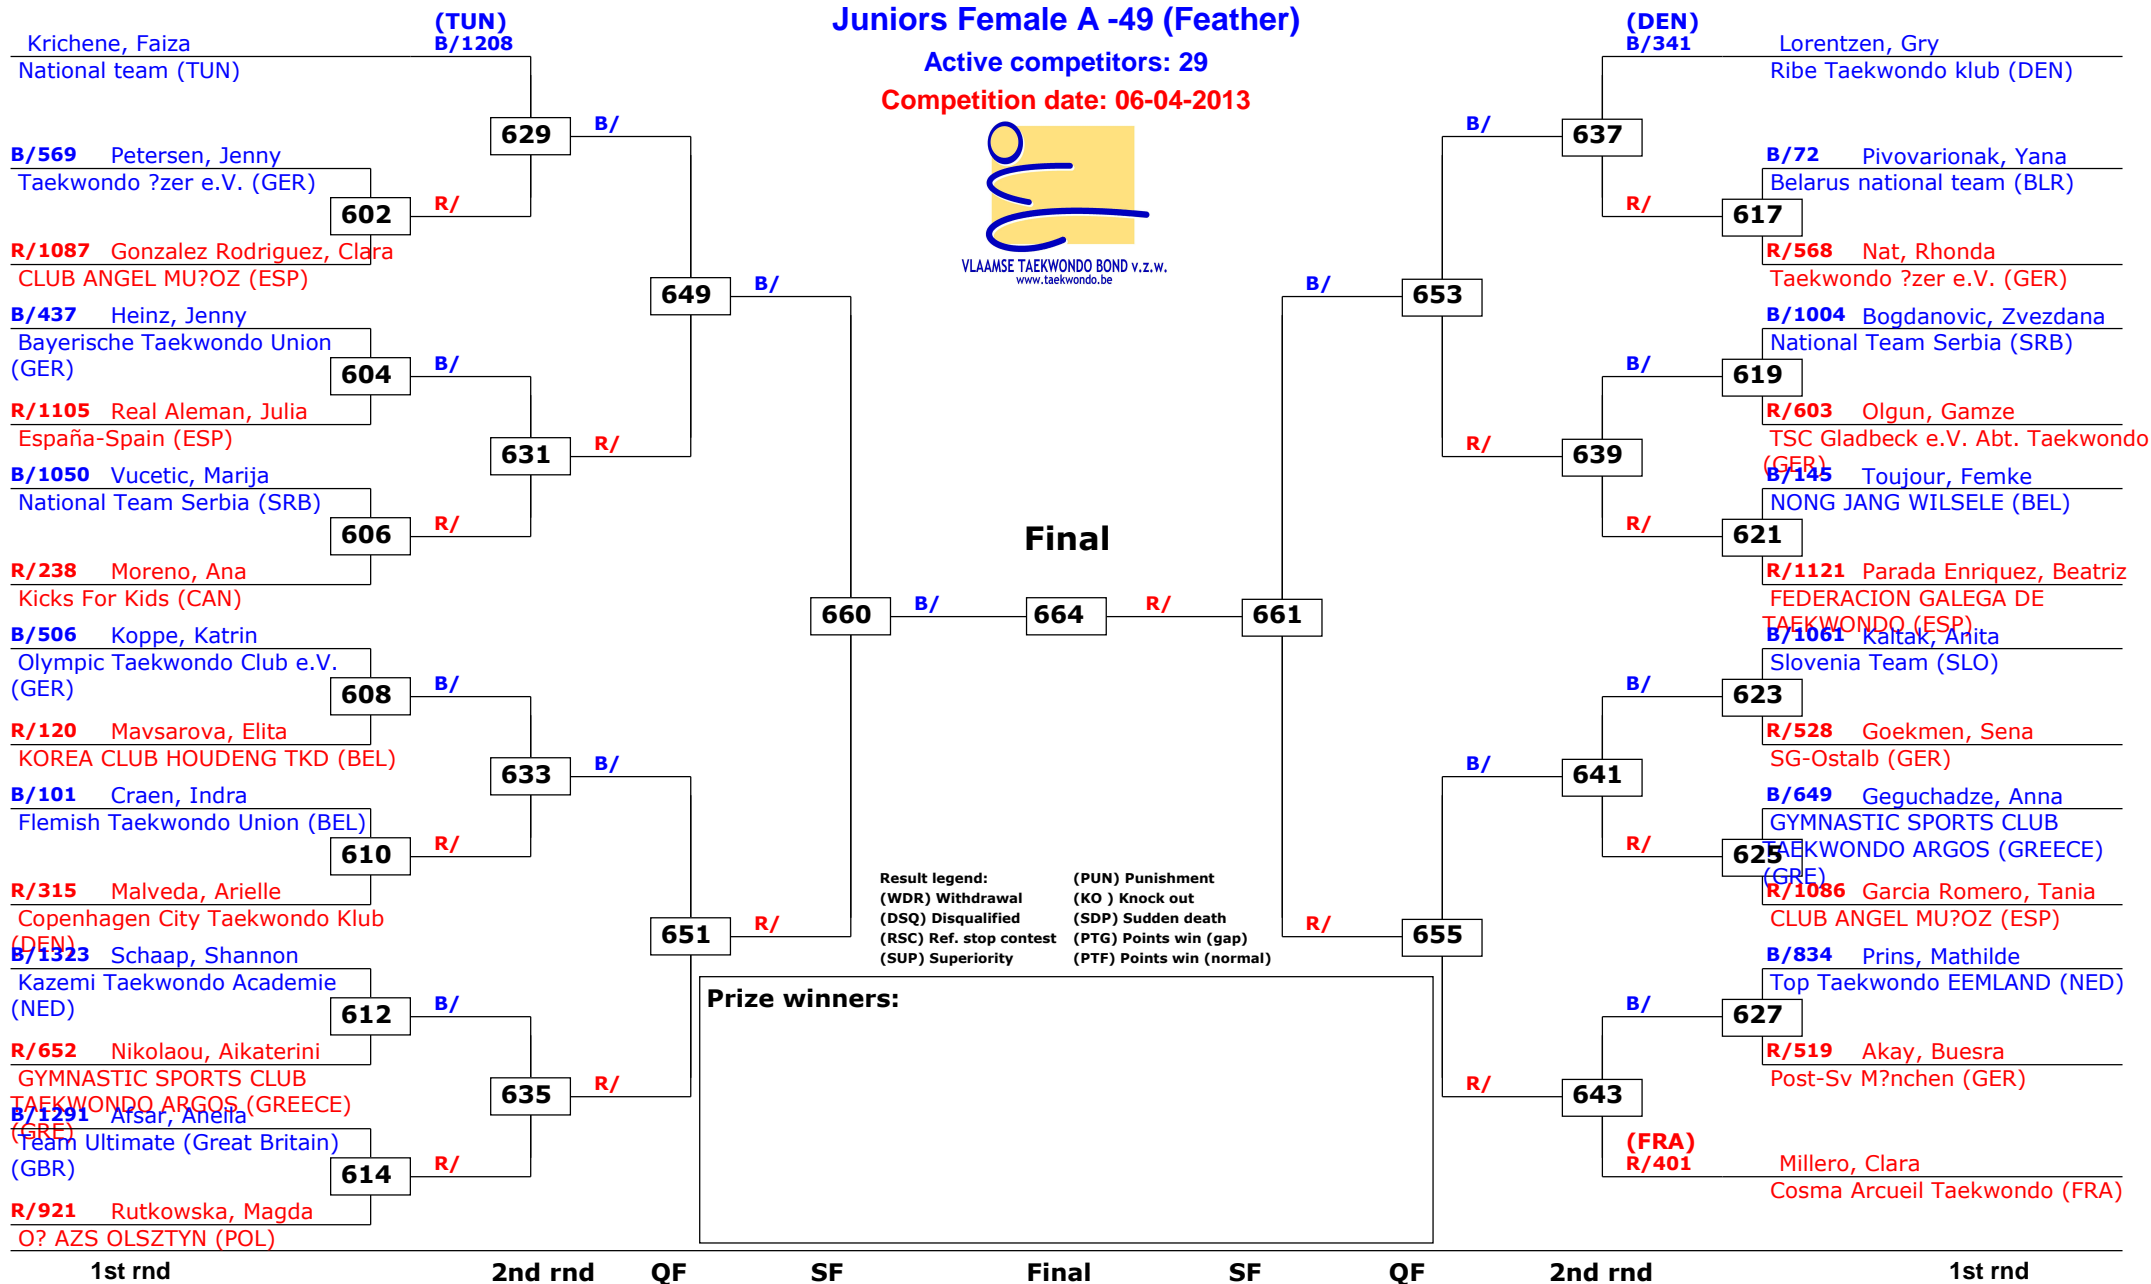 Juniors Female A -49 (Feather)
Active competitors: 29
Competition date: 06-04-2013
VLAAMSE TAEKWONDO BOND v.z.w.
www.taekwondo.be
(TUN)
Krichene, Faiza B/1208
National team (TUN)
629 B/
B/569 Petersen, Jenny
Taekwondo ?zer e.V. (GER)
602 R/
R/1087 Gonzalez Rodriguez, Clara
CLUB ANGEL MU?OZ (ESP)
649 B/
B/437 Heinz, Jenny
Bayerische Taekwondo Union
(GER)
604 B/
R/1105 Real Aleman, Julia
España-Spain (ESP)
631 R/
B/1050 Vucetic, Marija
National Team Serbia (SRB)
606 R/
R/238 Moreno, Ana
Kicks For Kids (CAN)
B/506 Koppe, Katrin
Olympic Taekwondo Club e.V.
(GER)
608 B/
R/120 Mavsarova, Elita
KOREA CLUB HOUDENG TKD (BEL)
633 B/
B/101 Craen, Indra
Flemish Taekwondo Union (BEL)
610 R/
R/315 Malveda, Arielle
Copenhagen City Taekwondo Klub
(DEN)
651 R/
B/1323 Schaap, Shannon
Kazemi Taekwondo Academie
(NED)
612 B/
R/652 Nikolaou, Aikaterini
GYMNASTIC SPORTS CLUB
TAEKWONDO ARGOS (GREECE)
(GRE)
635 R/
B/1291 Afsar, Aneila
Team Ultimate (Great Britain)
(GBR)
614 R/
R/921 Rutkowska, Magda
O? AZS OLSZTYN (POL)
Final
660 B/ 664 R/ 661
Result legend:
(WDR) Withdrawal
(DSQ) Disqualified
(RSC) Ref. stop contest
(SUP) Superiority
(PUN) Punishment
(KO ) Knock out
(SDP) Sudden death
(PTG) Points win (gap)
(PTF) Points win (normal)
Prize winners:
(DEN)
B/341 Lorentzen, Gry
Ribe Taekwondo klub (DEN)
B/ 637
B/72 Pivovarionak, Yana
Belarus national team (BLR)
R/ 617
R/568 Nat, Rhonda
Taekwondo ?zer e.V. (GER)
B/ 653
B/1004 Bogdanovic, Zvezdana
National Team Serbia (SRB)
B/ 619
R/603 Olgun, Gamze
TSC Gladbeck e.V. Abt. Taekwondo
(GER)
R/ 639
B/145 Toujour, Femke
NONG JANG WILSELE (BEL)
R/ 621
R/1121 Parada Enriquez, Beatriz
FEDERACION GALEGA DE
TAEKWONDO (ESP)
B/1061 Kaltak, Anita
Slovenia Team (SLO)
B/ 623
R/528 Goekmen, Sena
SG-Ostalb (GER)
B/ 641
B/649 Geguchadze, Anna
GYMNASTIC SPORTS CLUB
TAEKWONDO ARGOS (GREECE)
(GRE)
R/ 625
R/1086 Garcia Romero, Tania
CLUB ANGEL MU?OZ (ESP)
R/ 655
B/834 Prins, Mathilde
Top Taekwondo EEMLAND (NED)
B/ 627
R/519 Akay, Buesra
Post-Sv M?nchen (GER)
R/ 643
(FRA)
R/401 Millero, Clara
Cosma Arcueil Taekwondo (FRA)
1st rnd 2nd rnd QF SF Final SF QF 2nd rnd 1st rnd